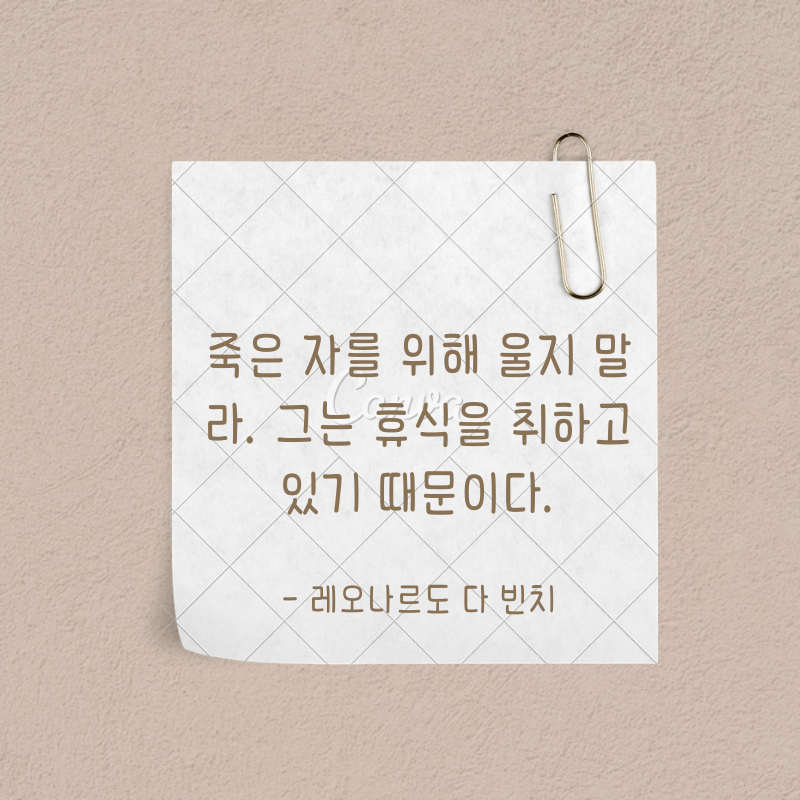 죽은 자를 위해 울지 말
라. 그는 휴식을 취하고
있기 때문이다.
- 레오나르도 다 빈치
Canva